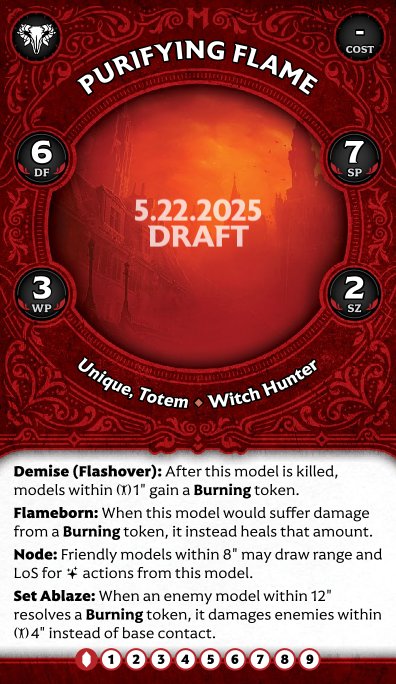 PURIFYING FLAME
-
COST
6
DF
7
SP
5.22.2025
DRAFT
3
WP
2
SZ
Unique, Totem ◆ Witch Hunter
Demise (Flashover): After this model is killed,
models within 1" gain a Burning token.
Flameborn: When this model would suffer damage
from a Burning token, it instead heals that amount.
Node: Friendly models within 8" may draw range and
LoS for actions from this model.
Set Ablaze: When an enemy model within 12"
resolves a Burning token, it damages enemies within
4" instead of base contact.
1 2 3 4 5 6 7 8 9